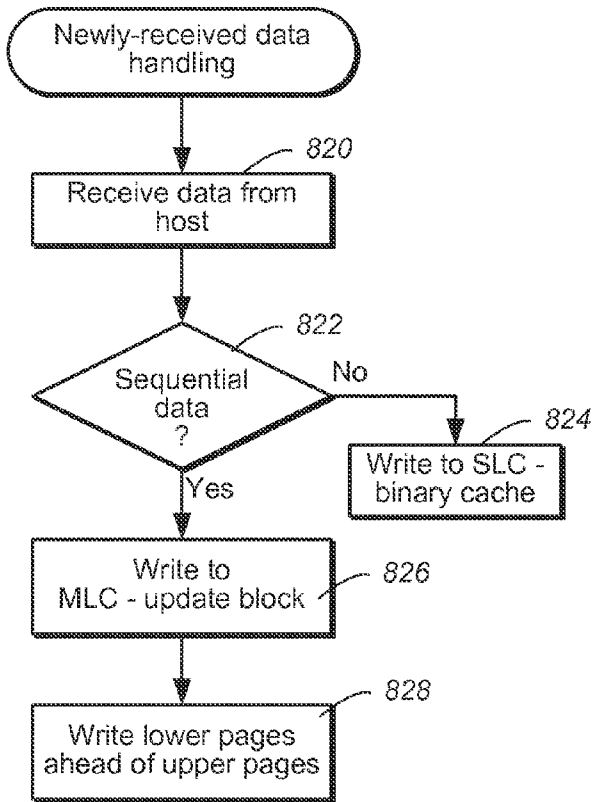 Newly-received data
handling
820
Receive data from
host
822
Sequential
data
?
No
824
Write to SLC -
binary cache
Yes
Write to
MLC - update block
826
828
Write lower pages
ahead of upper pages